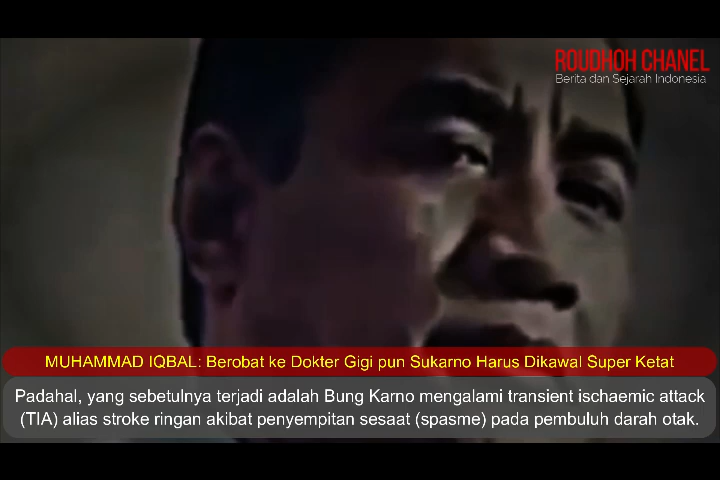 ROUDHOH CHANEL
Berita dan Sejarah Indonesia
MUHAMMAD IQBAL: Berobat ke Dokter Gigi pun Sukarno Harus Dikawal Super Ketat
Padahal, yang sebetulnya terjadi adalah Bung Karno mengalami transient ischaemic attack
(TIA) alias stroke ringan akibat penyempitan sesaat (spasme) pada pembuluh darah otak.